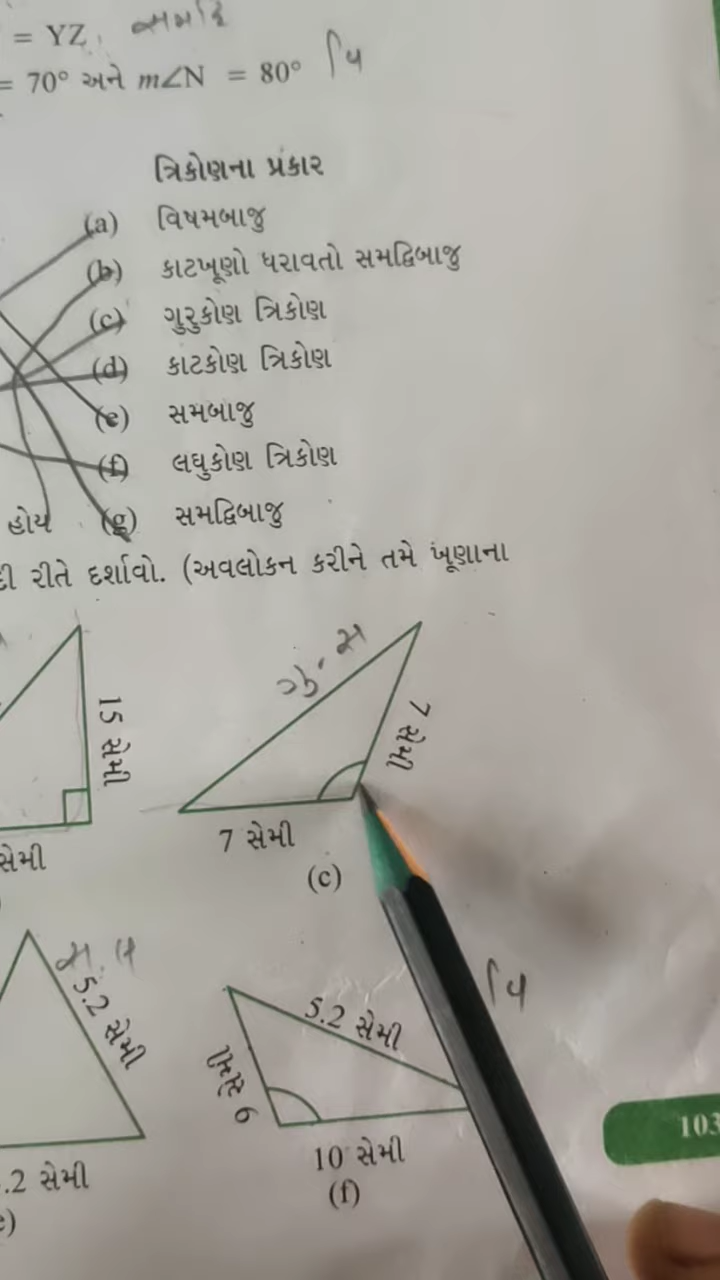 = YZ સમદ્વિ
= 70° અને m∠N = 80° વિ
ત્રિકોણના પ્રકાર
(a) વિષમબાજુ
(b) કાટખૂણો ધરાવતો સમદ્વિબાજુ
(c) ગુરુકોણ ત્રિકોણ
(d) કાટકોણ ત્રિકોણ
(e) સમબાજુ
(f) લઘુકોણ ત્રિકોણ
હોય (g) સમદ્વિબાજુ
રીતે દર્શાવો. (અવલોકન કરીને તમે ખૂણાના
15 સેમી
સેમી
ગુ. સ
7 સેમી
7 સેમી
(c)
5.2 સેમી
.2 સેમી
વિ
5.2 સેમી
10 સેમી
(f)
103